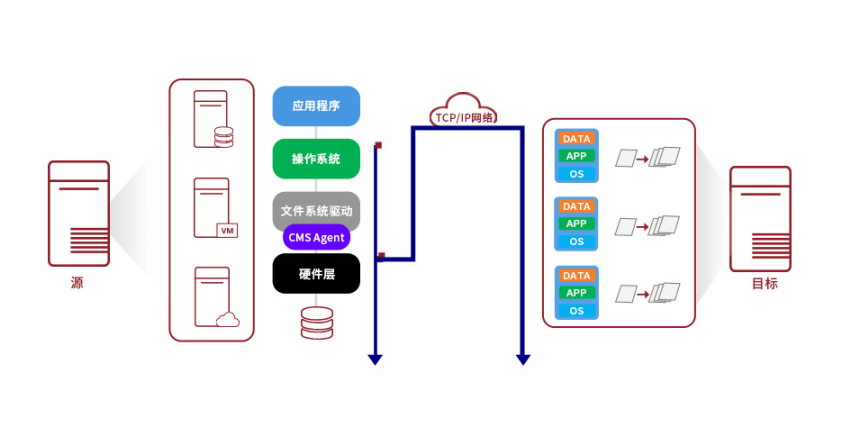 源
VM
应用程序
操作系统
文件系统驱动
CMS Agent
硬件层
TCP/IP网络
DATA
APP
OS
DATA
APP
OS
DATA
APP
OS
目标